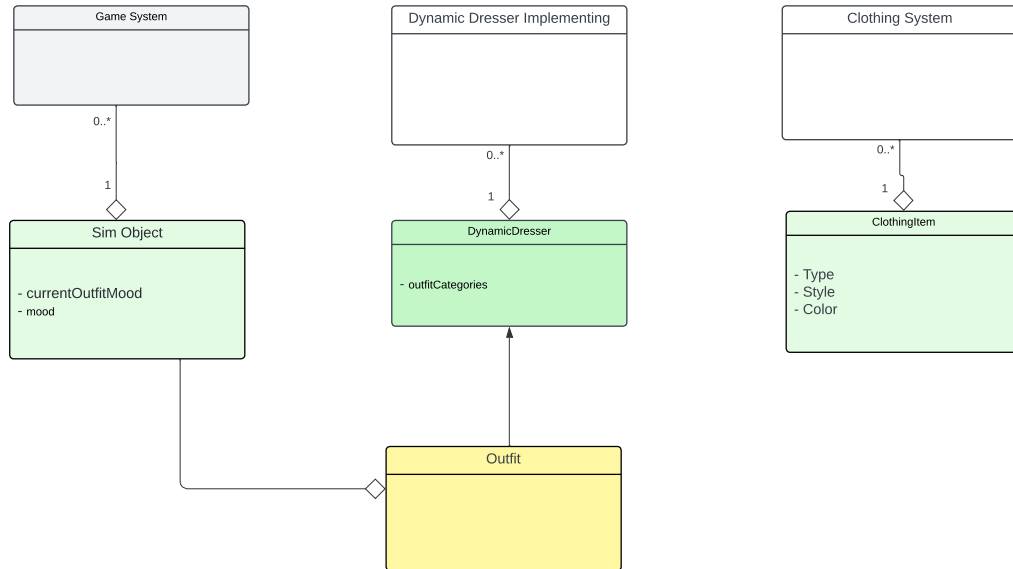 Game System
Dynamic Dresser Implementing
Clothing System
0..*
0..*
0..*
1
1
1
Sim Object
- currentOutfitMood
- mood
DynamicDresser
- outfitCategories
ClothingItem
- Type
- Style
- Color
Outfit